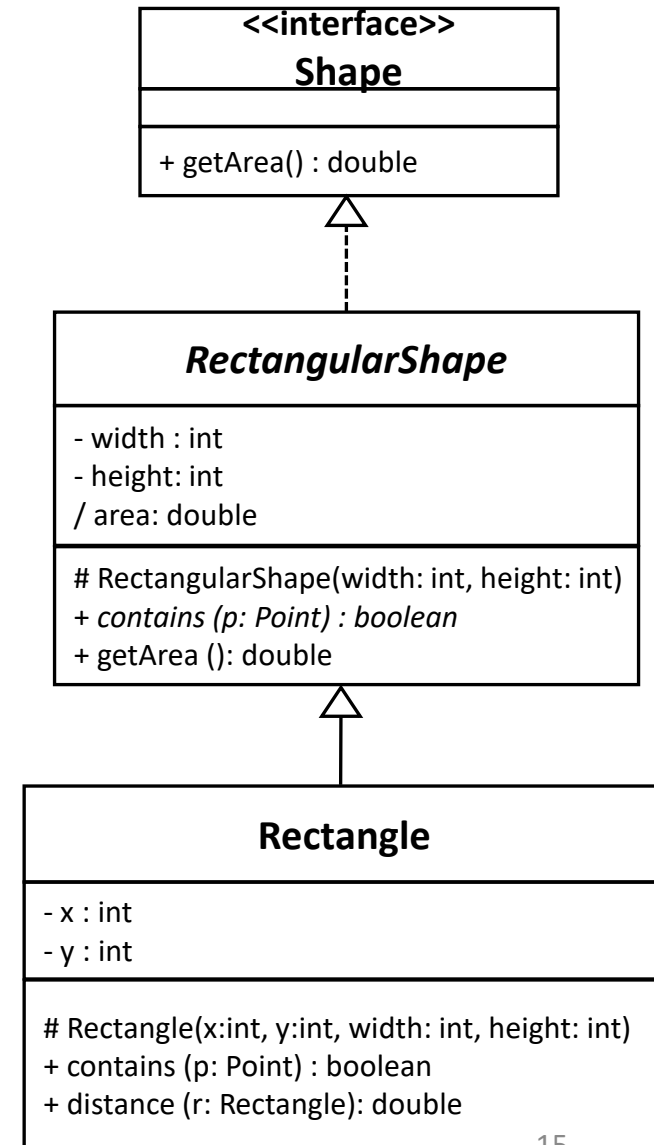 <<interface>>
Shape
+ getArea() : double
RectangularShape
- width : int
- height: int
/ area: double
# RectangularShape(width: int, height: int)
+ contains (p: Point) : boolean
+ getArea (): double
Rectangle
- x : int
- y : int
# Rectangle(x:int, y:int, width: int, height: int)
+ contains (p: Point) : boolean
+ distance (r: Rectangle): double
15